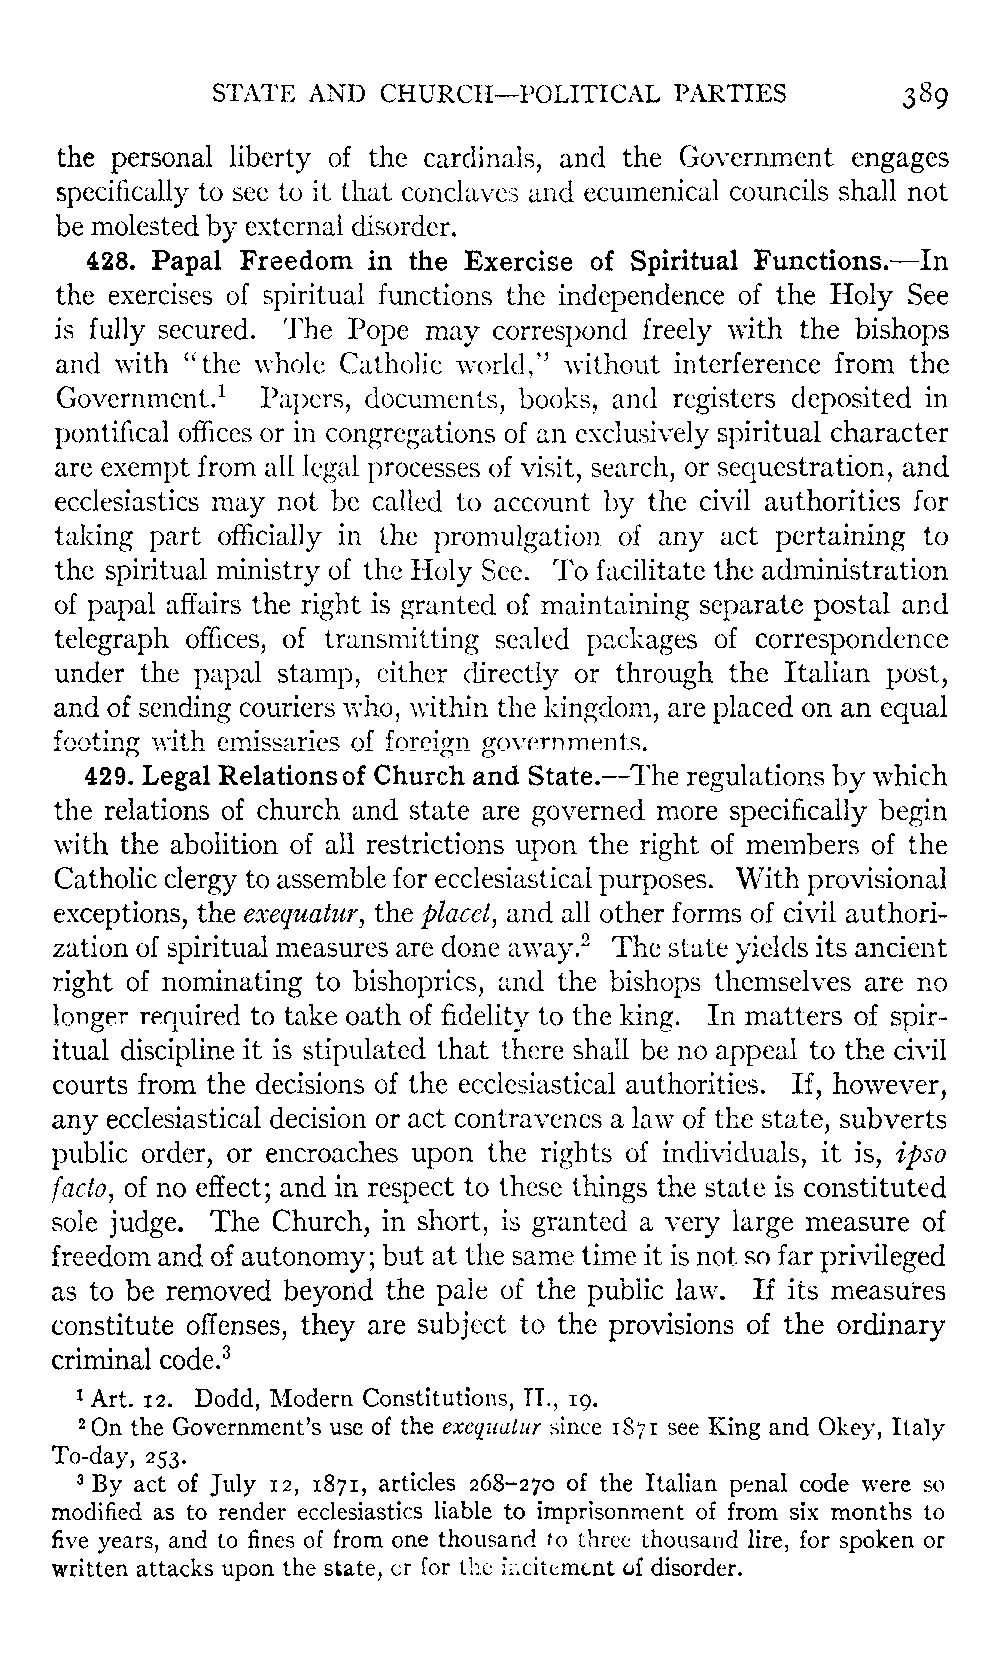 STATE AND CHURCH—POLITICAL PARTIES 389
the personal liberty of the cardinals, and the Government engages
specifically to see to it that conclaves and ecumenical councils shall not
be molested by external disorder.
428. Papal Freedom in the Exercise of Spiritual Functions.—In
the exercises of spiritual functions the independence of the Holy See
is fully secured. The Pope may correspond freely with the bishops
and with "the whole Catholic world," without interference from the
Government.¹ Papers, documents, books, and registers deposited in
pontifical offices or in congregations of an exclusively spiritual character
are exempt from all legal processes of visit, search, or sequestration, and
ecclesiastics may not be called to account by the civil authorities for
taking part officially in the promulgation of any act pertaining to
the spiritual ministry of the Holy See. To facilitate the administration
of papal affairs the right is granted of maintaining separate postal and
telegraph offices, of transmitting sealed packages of correspondence
under the papal stamp, either directly or through the Italian post,
and of sending couriers who, within the kingdom, are placed on an equal
footing with emissaries of foreign governments.
429. Legal Relations of Church and State.—The regulations by which
the relations of church and state are governed more specifically begin
with the abolition of all restrictions upon the right of members of the
Catholic clergy to assemble for ecclesiastical purposes. With provisional
exceptions, the exequatur, the placet, and all other forms of civil authori-
zation of spiritual measures are done away.² The state yields its ancient
right of nominating to bishoprics, and the bishops themselves are no
longer required to take oath of fidelity to the king. In matters of spir-
itual discipline it is stipulated that there shall be no appeal to the civil
courts from the decisions of the ecclesiastical authorities. If, however,
any ecclesiastical decision or act contravenes a law of the state, subverts
public order, or encroaches upon the rights of individuals, it is, ipso
facto, of no effect; and in respect to these things the state is constituted
sole judge. The Church, in short, is granted a very large measure of
freedom and of autonomy; but at the same time it is not so far privileged
as to be removed beyond the pale of the public law. If its measures
constitute offenses, they are subject to the provisions of the ordinary
criminal code.³
¹ Art. 12. Dodd, Modern Constitutions, II., 19.
² On the Government's use of the exequatur since 1871 see King and Okey, Italy
To-day, 253.
³ By act of July 12, 1871, articles 268–270 of the Italian penal code were so
modified as to render ecclesiastics liable to imprisonment of from six months to
five years, and to fines of from one thousand to three thousand lire, for spoken or
written attacks upon the state, or for the incitement of disorder.